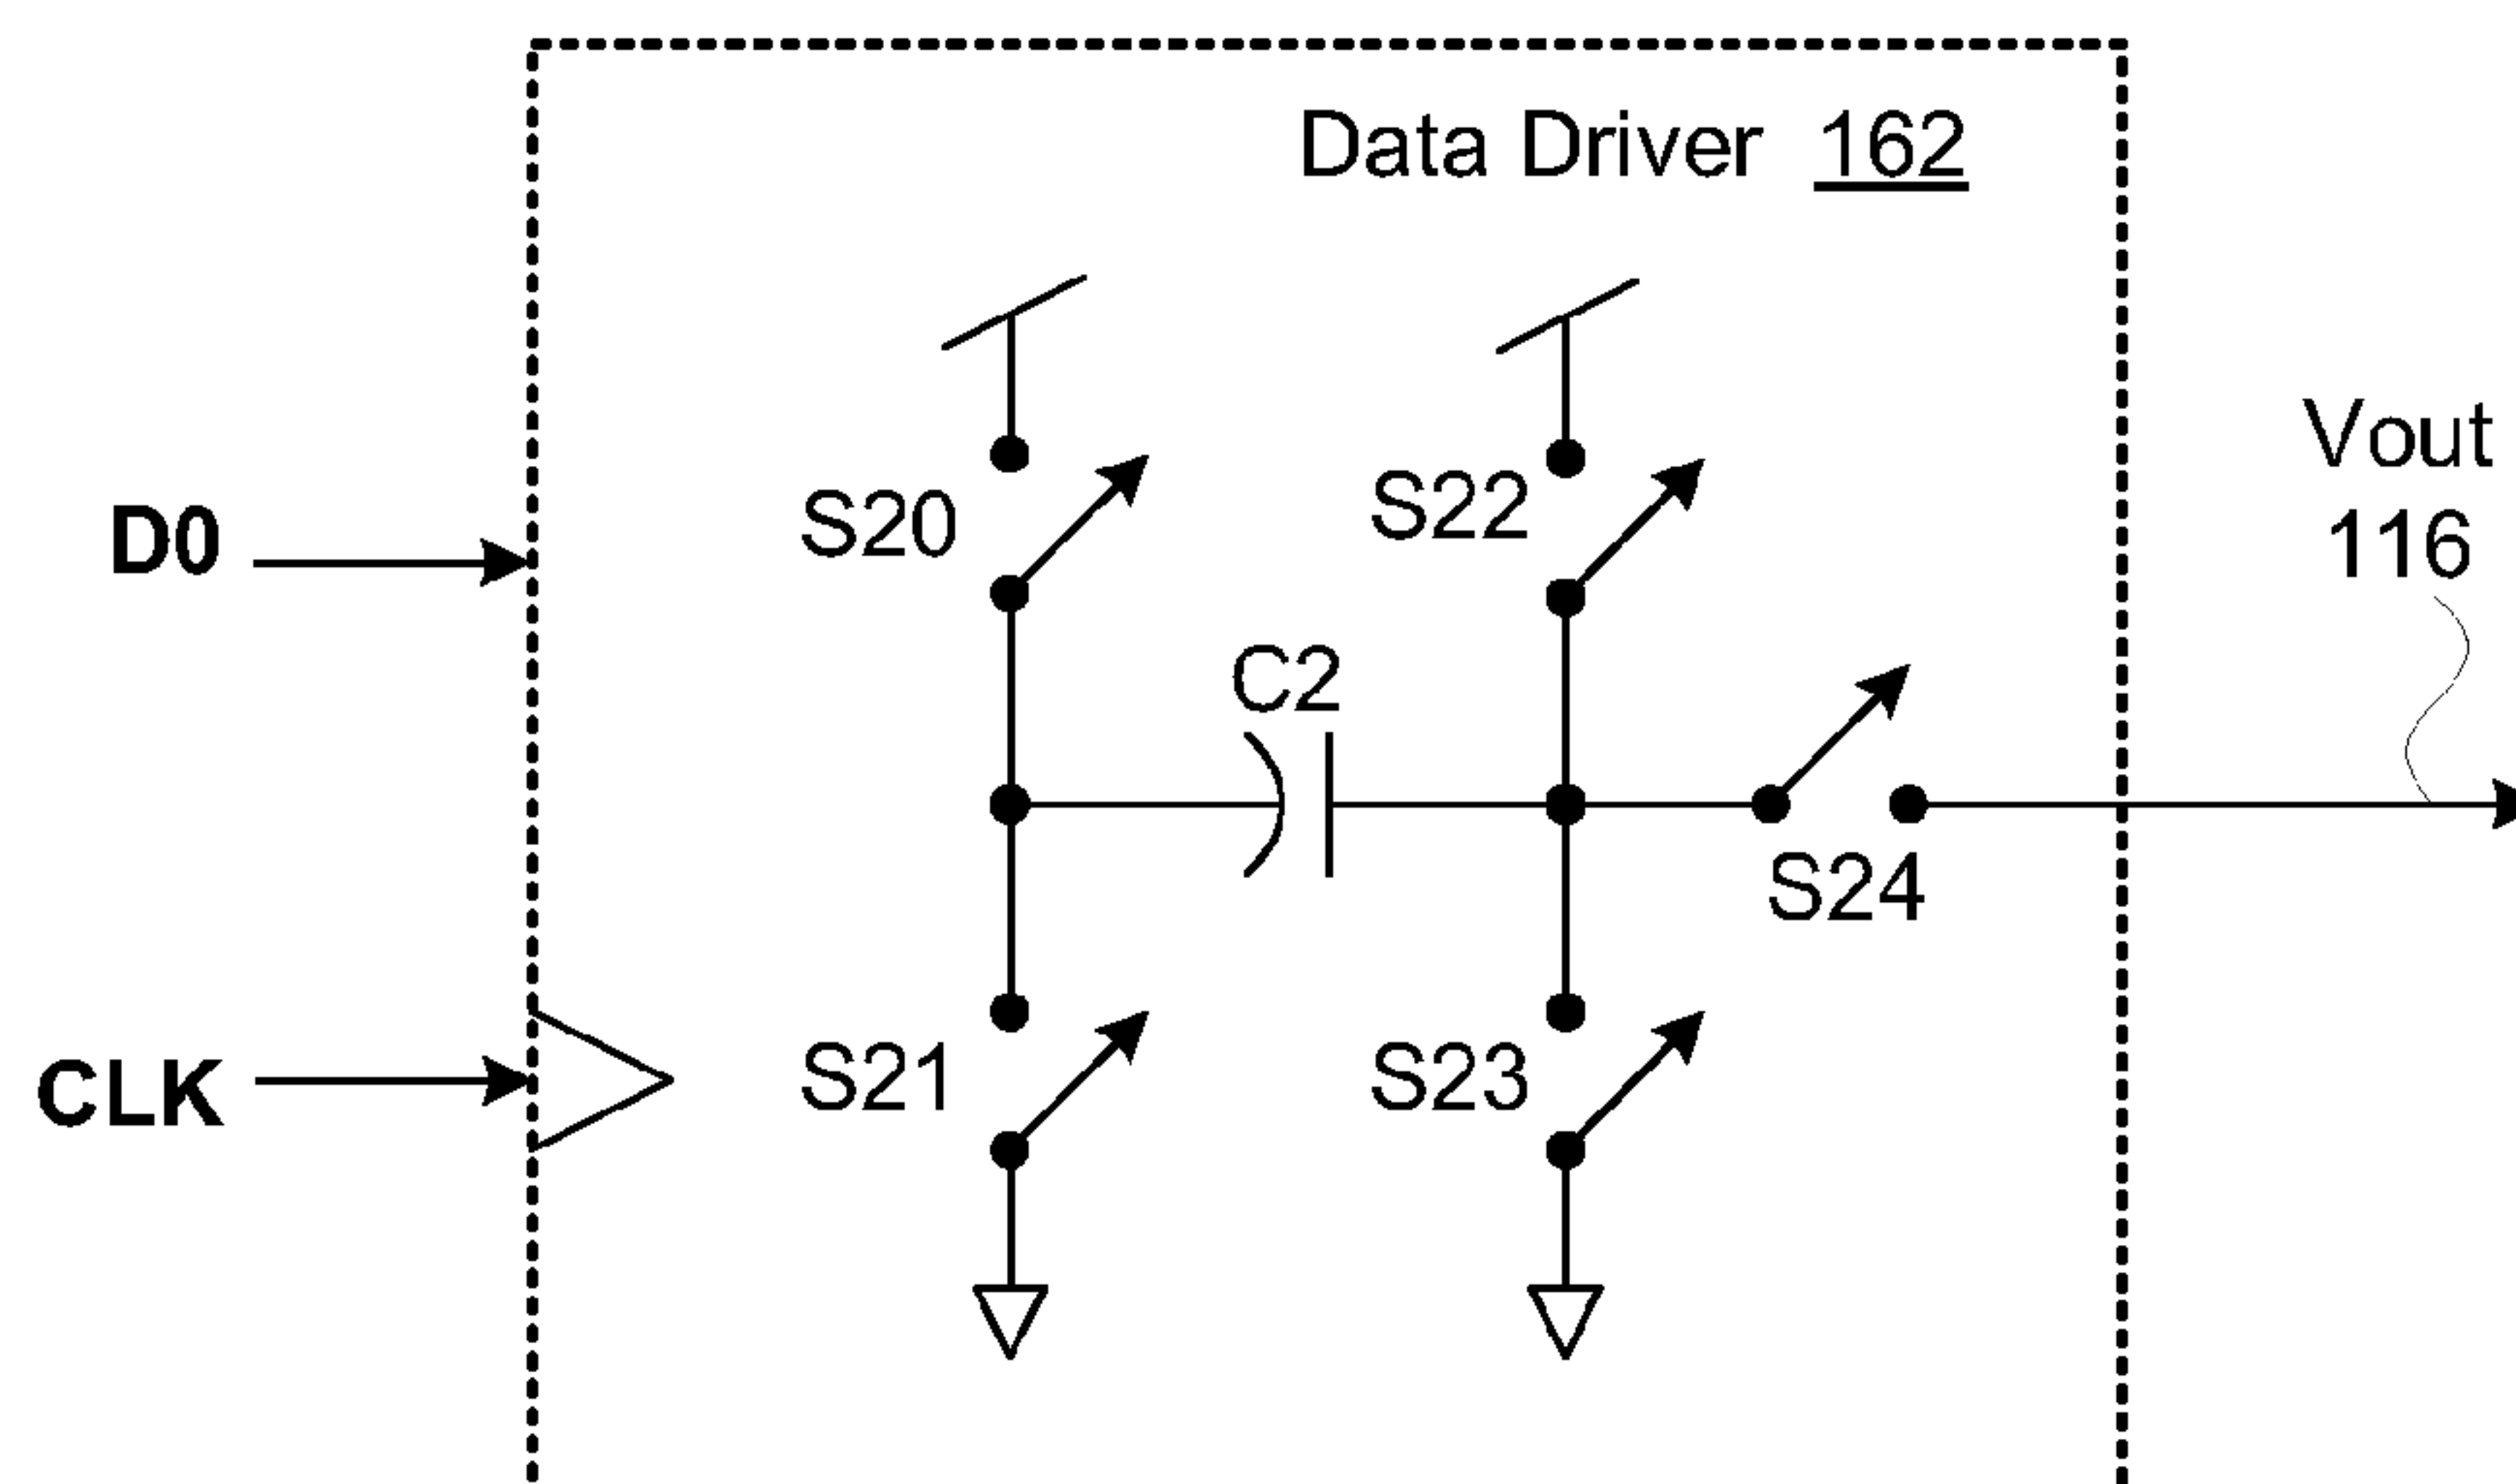 Data Driver 162
Vout
116
D0
S20
S22
C2
S24
CLK
S21
S23